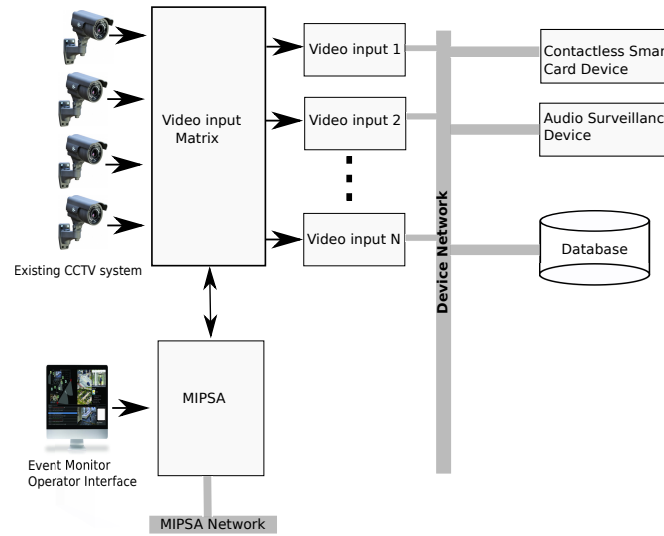 Video input 1
Contactless Smar
Card Device
Video input
Matrix
Video input 2
Audio Surveillanc
Device
Video input N
Device Network
Database
Existing CCTV system
MIPSA
Event Monitor
Operator Interface
MIPSA Network